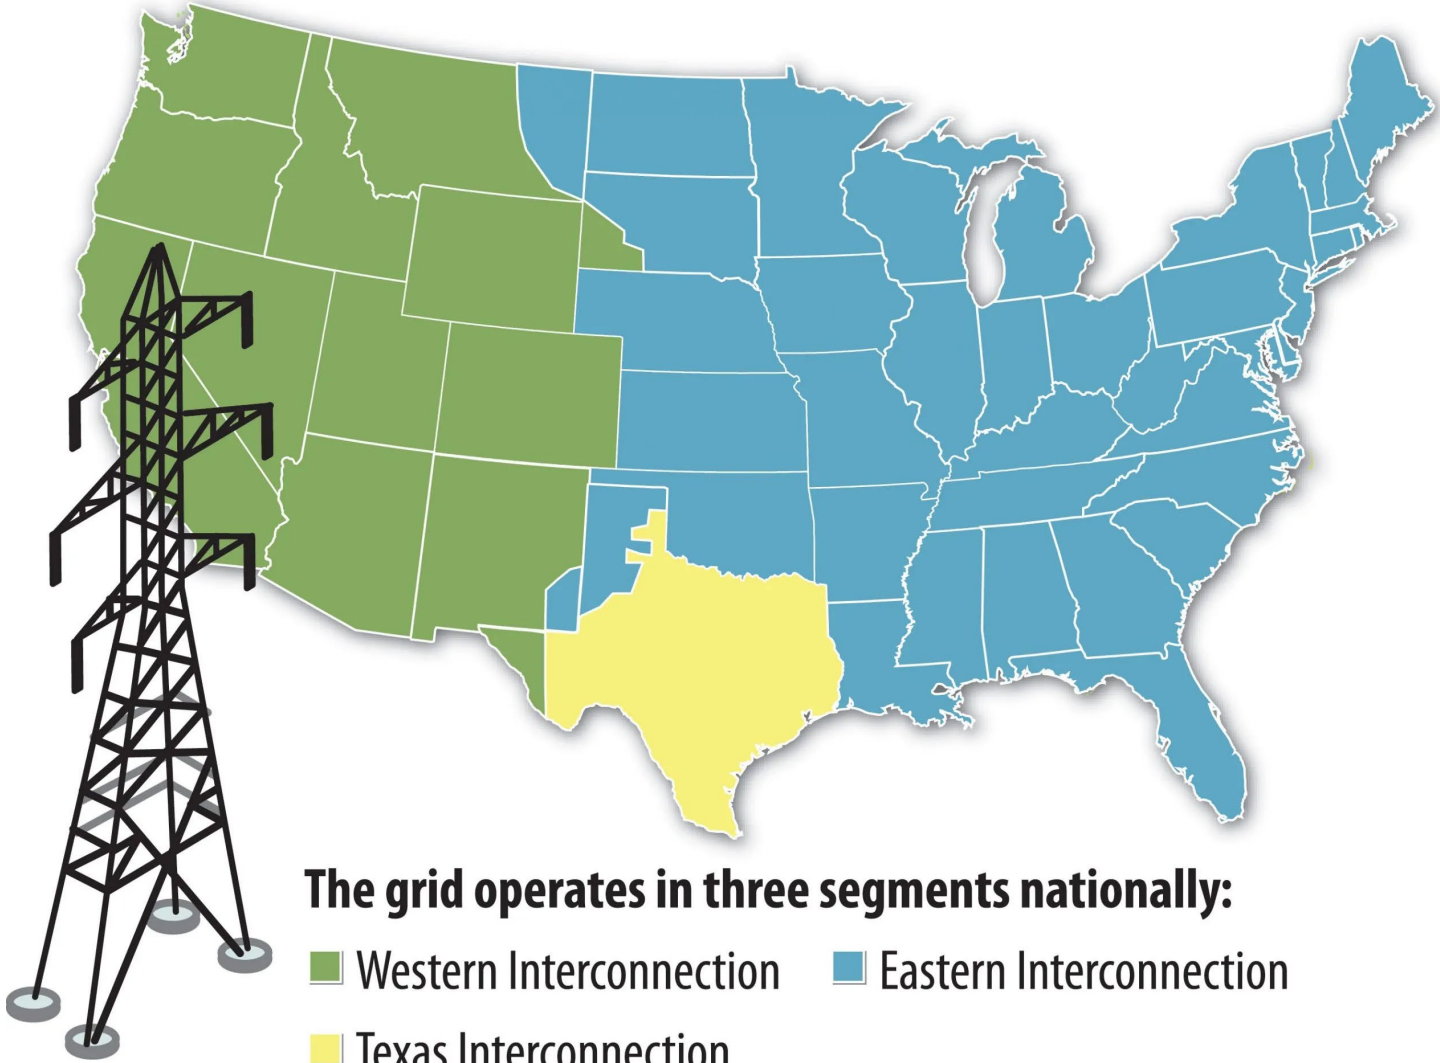 The grid operates in three segments nationally:
Western Interconnection Eastern Interconnection
Texas Interconnection